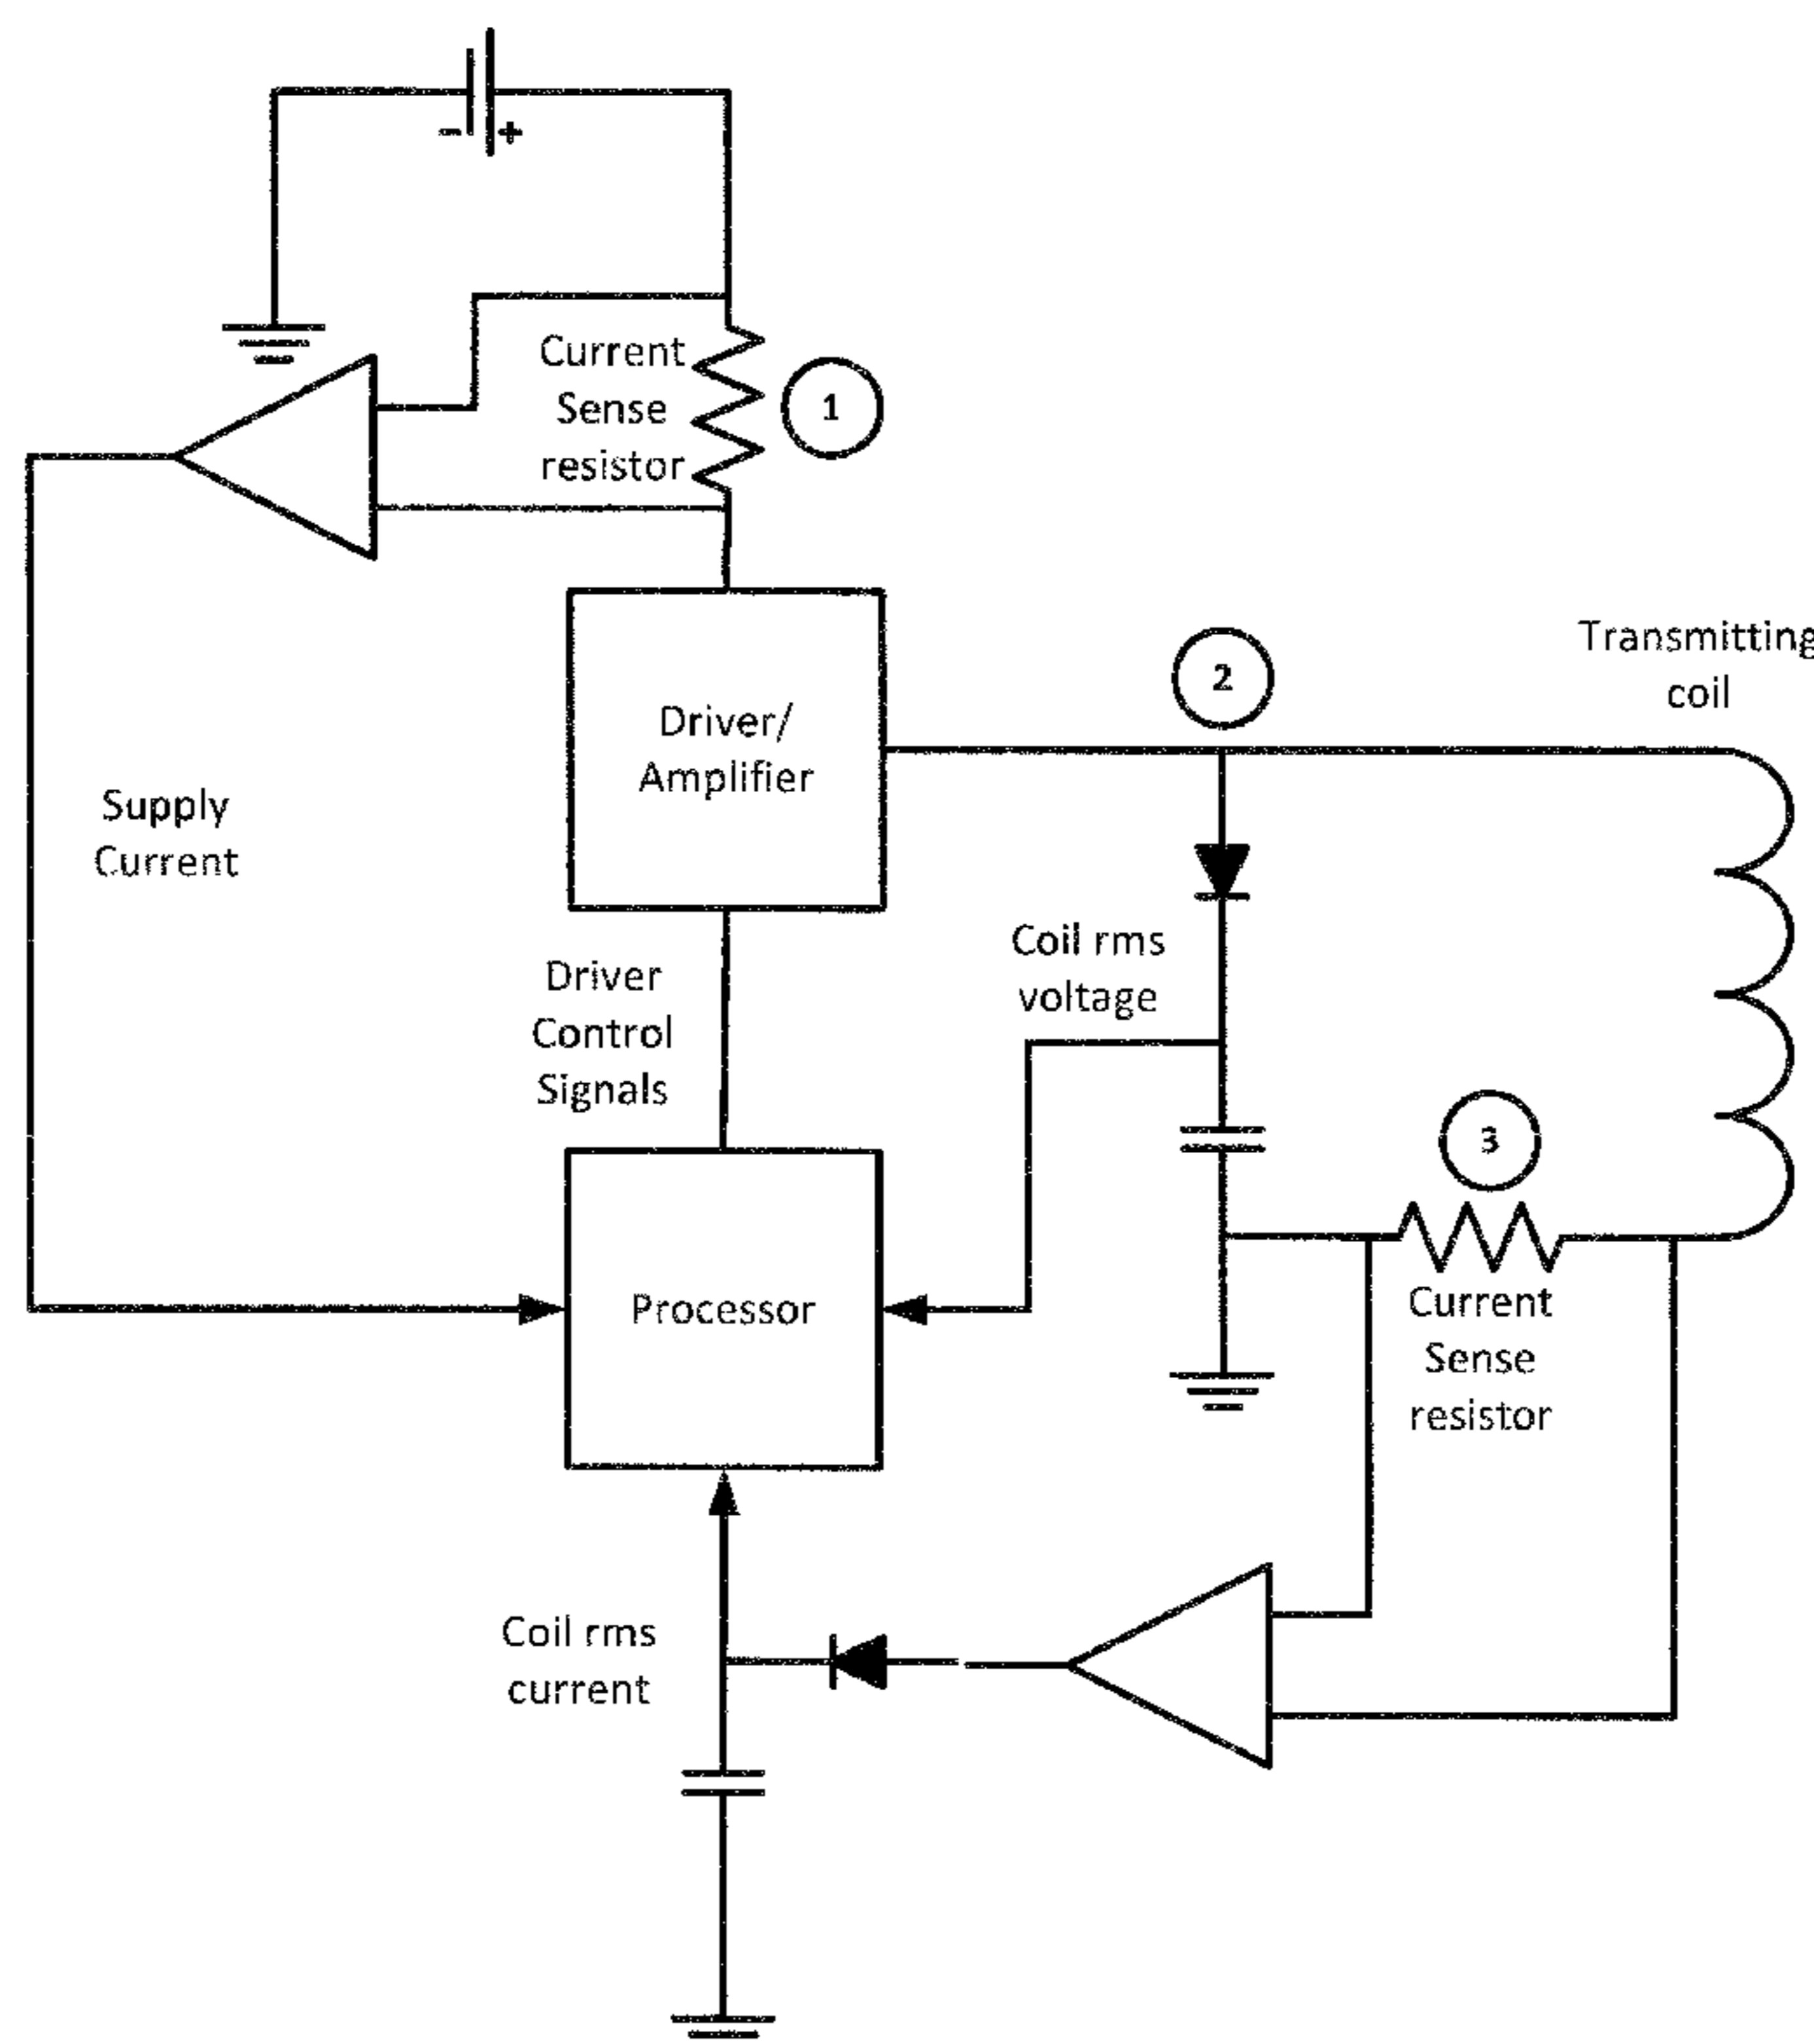 - +
Current
Sense
resistor
1
Driver/
Amplifier
2
Transmitting
coil
Supply
Current
Coil rms
voltage
Driver
Control
Signals
3
Processor
Current
Sense
resistor
Coil rms
current